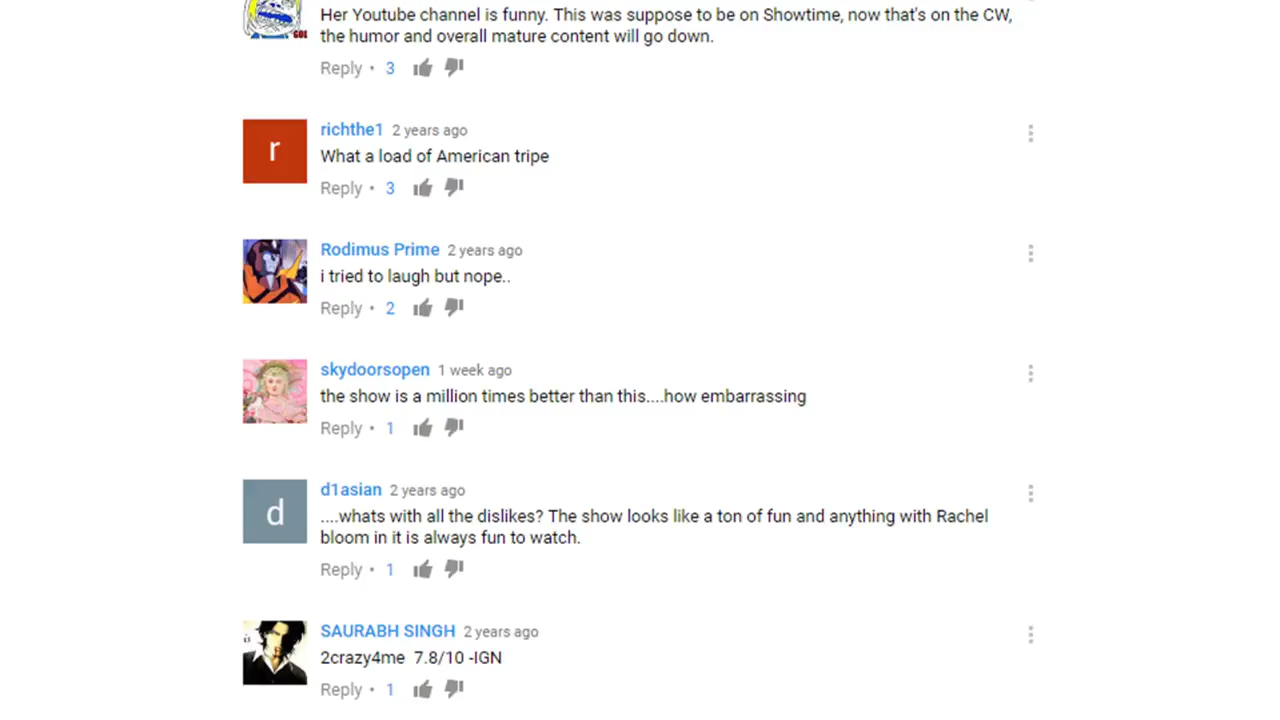 GOL
Her Youtube channel is funny. This was suppose to be on Showtime, now that's on the CW,
the humor and overall mature content will go down.
Reply • 3
r
richthe1 2 years ago
What a load of American tripe
Reply • 3
Rodimus Prime 2 years ago
i tried to laugh but nope..
Reply • 2
skydoorsopen 1 week ago
the show is a million times better than this....how embarrassing
Reply • 1
d
d1asian 2 years ago
....whats with all the dislikes? The show looks like a ton of fun and anything with Rachel
bloom in it is always fun to watch.
Reply • 1
SAURABH SINGH 2 years ago
2crazy4me 7.8/10 -IGN
Reply • 1